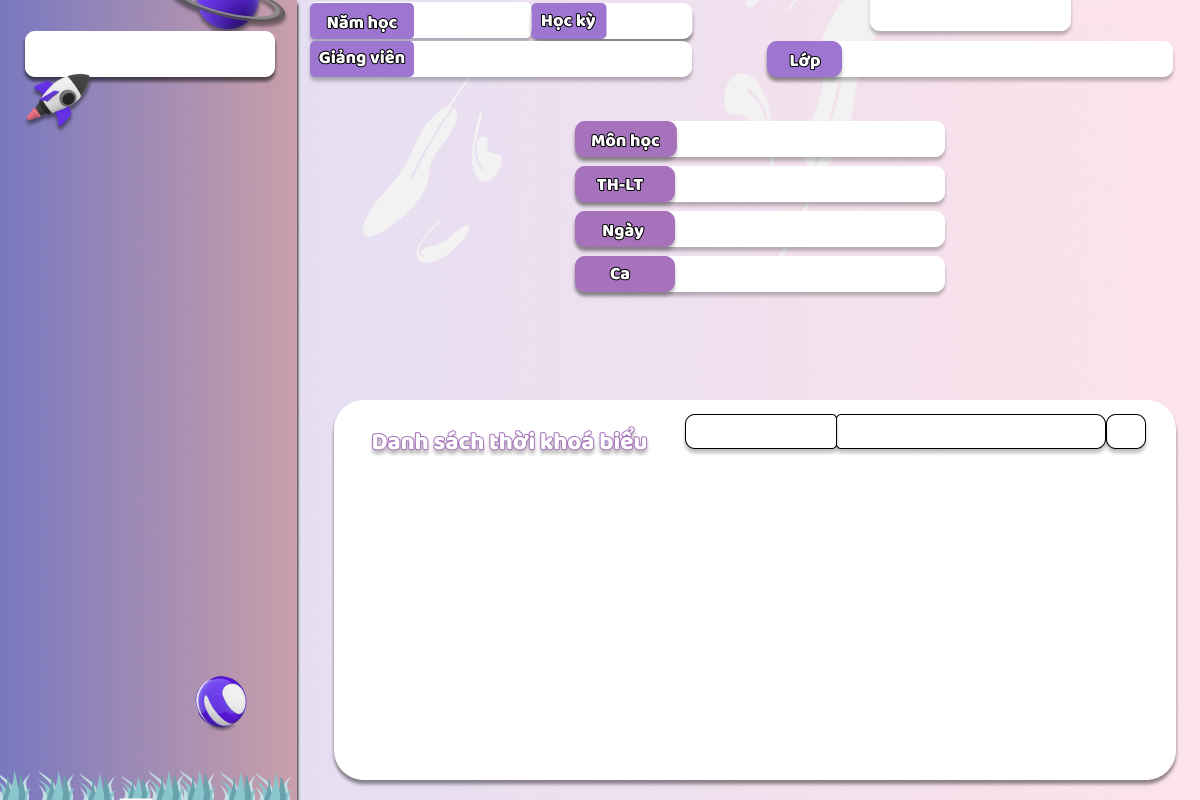 Năm học
Học kỳ
Giảng viên
Lớp
Môn học
TH-LT
Ngày
Ca
Danh sách thời khoá biểu